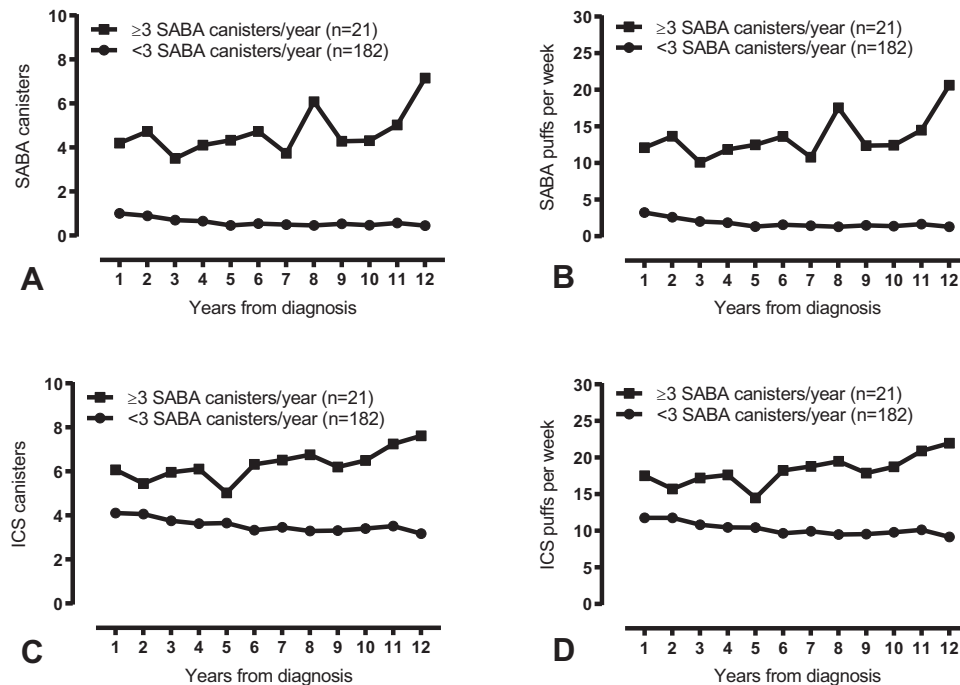 10
8
6
4
2
0
SABA canisters
≥3 SABA canisters/year (n=21)
<3 SABA canisters/year (n=182)
1 2 3 4 5 6 7 8 9 10 11 12
Years from diagnosis
A
30
25
20
15
10
5
0
SABA puffs per week
≥3 SABA canisters/year (n=21)
<3 SABA canisters/year (n=182)
1 2 3 4 5 6 7 8 9 10 11 12
Years from diagnosis
B
10
8
6
4
2
0
ICS canisters
≥3 SABA canisters/year (n=21)
<3 SABA canisters/year (n=182)
1 2 3 4 5 6 7 8 9 10 11 12
Years from diagnosis
C
30
25
20
15
10
5
0
ICS puffs per week
≥3 SABA canisters/year (n=21)
<3 SABA canisters/year (n=182)
1 2 3 4 5 6 7 8 9 10 11 12
Years from diagnosis
D